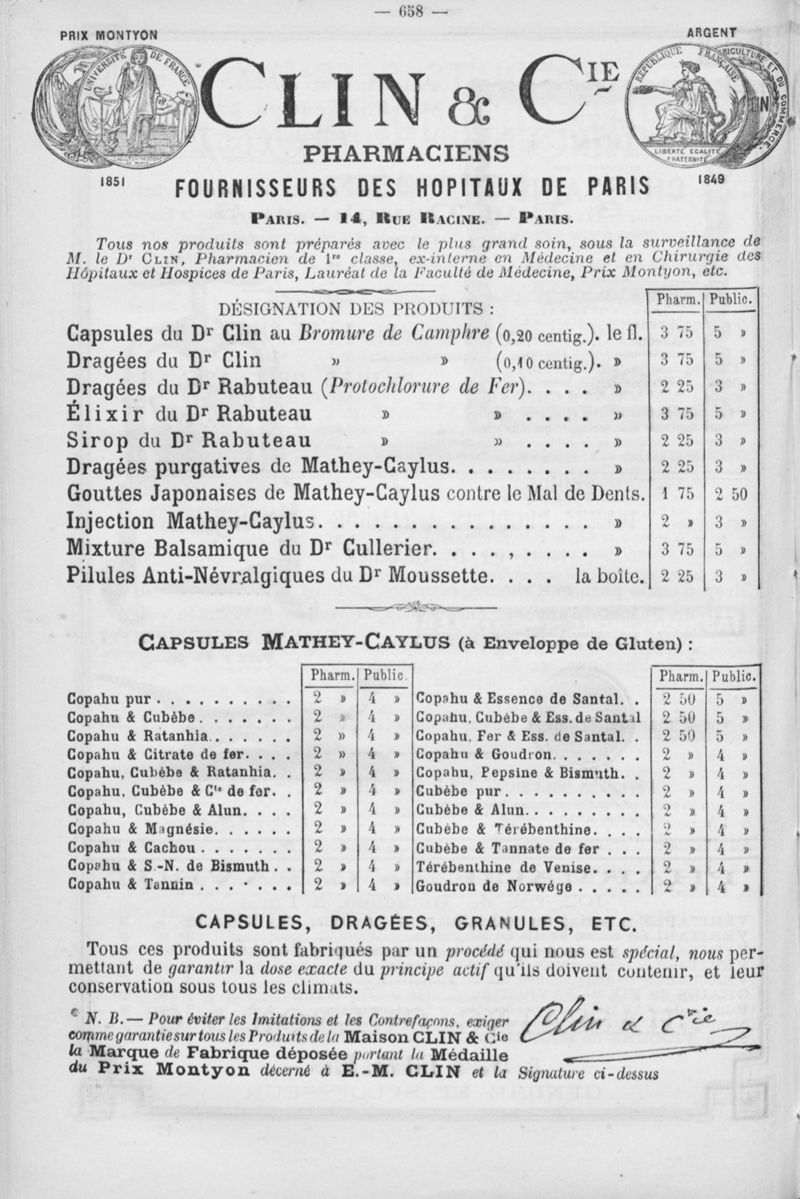 — 658 —
PRIX MONTYON
ARGENT
UNIVERSITÉ DE FRANCE
RÉPUBLIQUE FRANÇAISE
AGRICULTURE ET DU COMMERCE
LIBERTÉ EGALITÉ
FRATERNITÉ
CLIN & CIE
1851
1849
PHARMACIENS
FOURNISSEURS DES HOPITAUX DE PARIS
PARIS. — 14, RUE RACINE. — PARIS.
Tous nos produits sont préparés avec le plus grand soin, sous la surveillance de
M. le Dr CLIN, Pharmacien de 1re classe, ex-interne en Médecine et en Chirurgie des
Hôpitaux et Hospices de Paris, Lauréat de la Faculté de Médecine, Prix Montyon, etc.
DÉSIGNATION DES PRODUITS : Pharm. Public.
Capsules du Dr Clin au Bromure de Camphre (0,20 centig.). le fl. 3 75 5 »
Dragées du Dr Clin » » (0,10 centig.). » 3 75 5 »
Dragées du Dr Rabuteau (Protochlorure de Fer). . . . » 2 25 3 »
Élixir du Dr Rabuteau » » . . . . » 3 75 5 »
Sirop du Dr Rabuteau » » . . . . » 2 25 3 »
Dragées purgatives de Mathey-Caylus. . . . . . . . » 2 25 3 »
Gouttes Japonaises de Mathey-Caylus contre le Mal de Dents. 1 75 2 50
Injection Mathey-Caylus. . . . . . . . . . . . . . . . » 2 » 3 »
Mixture Balsamique du Dr Cullerier. . . . , . . . . . » 3 75 5 »
Pilules Anti-Névralgiques du Dr Moussette. . . . la boîte. 2 25 3 »
CAPSULES MATHEY-CAYLUS (à Enveloppe de Gluten) :
Pharm. Public.
Copahu pur . . . . . . . . . . 2 » 4 »
Copahu & Cubèbe. . . . . . . 2 » 4 »
Copahu & Ratanhia. . . . . . . 2 » 4 »
Copahu & Citrate de fer. . . . 2 » 4 »
Copahu, Cubèbe & Ratanhia. . 2 » 4 »
Copahu, Cubèbe & Cte de fer. . 2 » 4 »
Copahu, Cubèbe & Alun. . . . 2 » 4 »
Copahu & Magnésie. . . . . . 2 » 4 »
Copahu & Cachou . . . . . . . 2 » 4 »
Copahu & S.-N. de Bismuth . . 2 » 4 »
Copahu & Tannin . . . . . . . 2 » 4 »
Pharm. Public.
Copahu & Essence de Santal. . 2 50 5 »
Copahu, Cubèbe & Ess. de Santal 2 50 5 »
Copahu, Fer & Ess. de Santal. . 2 50 5 »
Copahu & Goudron. . . . . . . 2 » 4 »
Copahu, Pepsine & Bismuth. . 2 » 4 »
Cubèbe pur . . . . . . . . . . 2 » 4 »
Cubèbe & Alun. . . . . . . . . 2 » 4 »
Cubèbe & Térébenthine. . . . 2 » 4 »
Cubèbe & Tannate de fer . . . 2 » 4 »
Térébenthine de Venise. . . . 2 » 4 »
Goudron de Norwége . . . . . 2 » 4 »
CAPSULES, DRAGÉES, GRANULES, ETC.
Tous ces produits sont fabriqués par un procédé qui nous est spécial, nous per-
mettant de garantir la dose exacte du principe actif qu'ils doivent contenir, et leur
conservation sous tous les climats.
N. B.— Pour éviter les Imitations et les Contrefaçons, exiger
comme garantie sur tous les Produits de la Maison CLIN & Cie
la Marque de Fabrique déposée portant la Médaille
du Prix Montyon décerné à E.-M. CLIN et la Signature ci-dessus
Clin et Cie